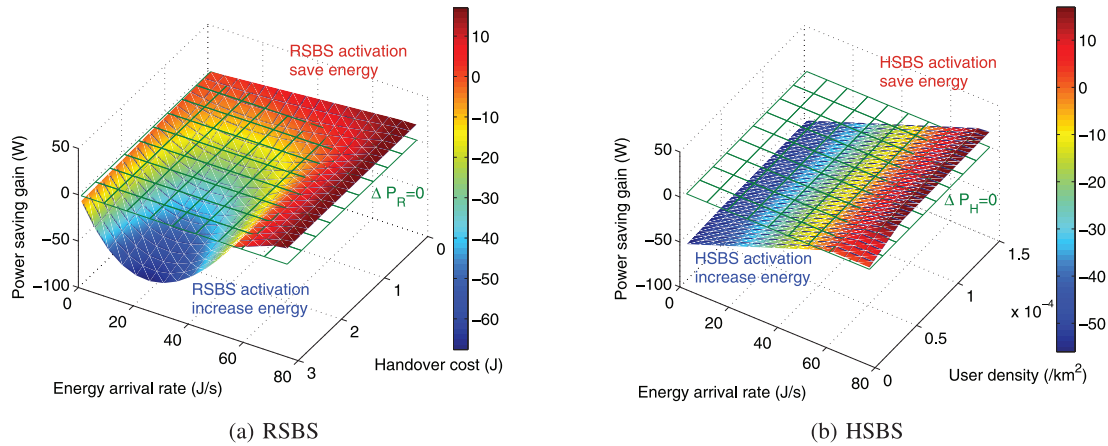 RSBS activation
save energy
10
0
−10
−20
−30
−40
−50
−60
Power saving gain (W)
50
0
−50
−100
Δ P_R=0
RSBS activation
increase energy
0
20
40
60
80
Energy arrival rate (J/s)
0
1
2
3
Handover cost (J)
(a) RSBS
HSBS activation
save energy
10
0
−10
−20
−30
−40
−50
Power saving gain (W)
50
0
−50
−100
Δ P_H=0
HSBS activation
increase energy
0
20
40
60
80
Energy arrival rate (J/s)
1.5
1
0.5
0
x 10⁻⁴
User density (/km²)
(b) HSBS